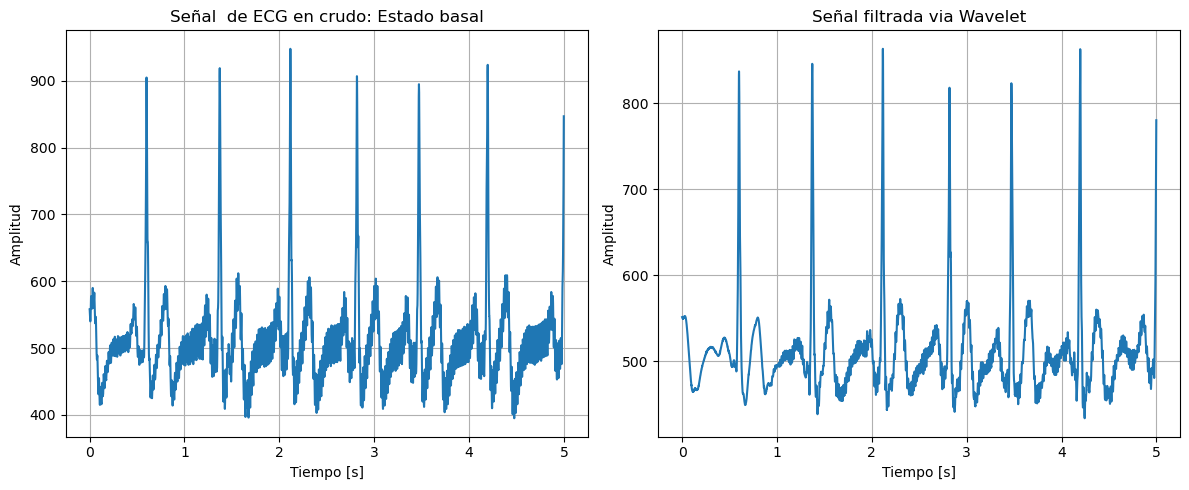 Señal  de ECG en crudo: Estado basal
Amplitud
900
800
700
600
500
400
0 1 2 3 4 5
Tiempo [s]
Señal filtrada via Wavelet
Amplitud
800
700
600
500
0 1 2 3 4 5
Tiempo [s]